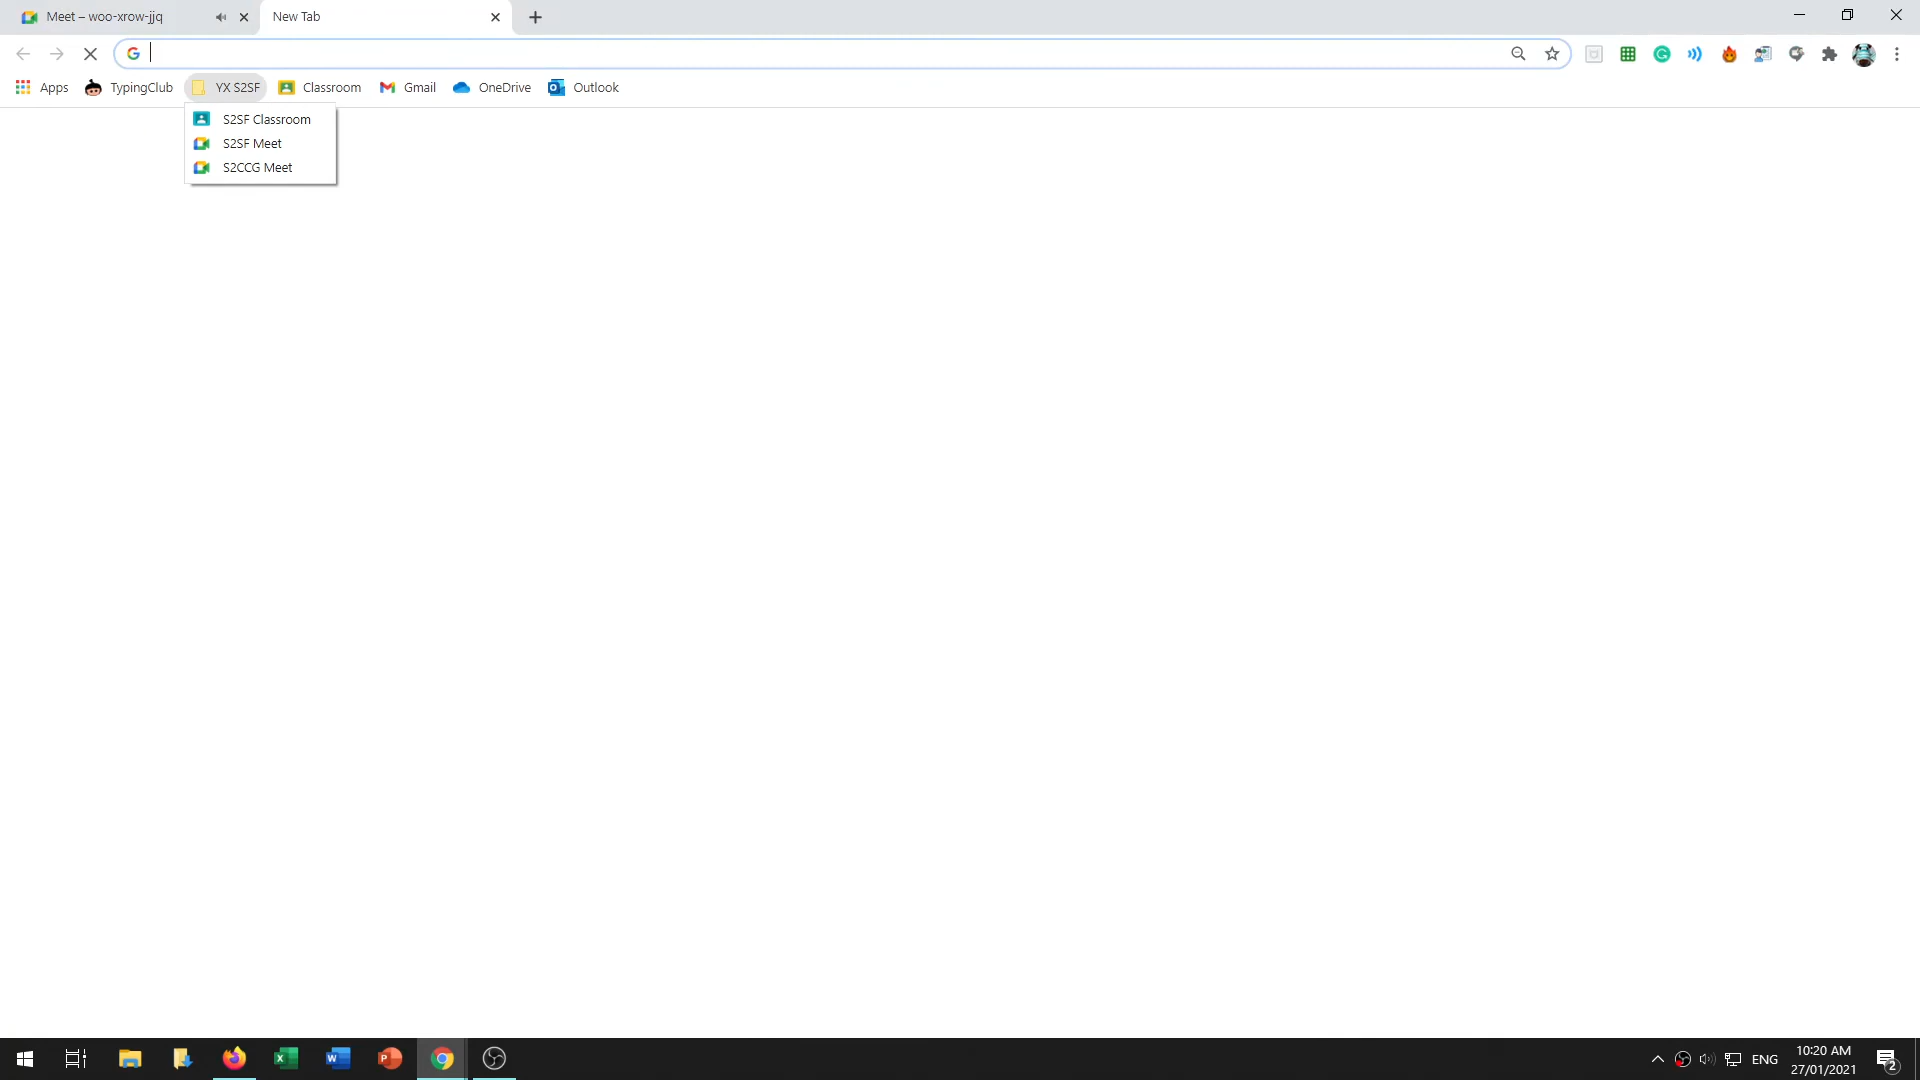 Meet – woo-xrow-jjq
New Tab
Apps
TypingClub
YX S2SF
Classroom
Gmail
OneDrive
Outlook
S2SF Classroom
S2SF Meet
S2CCG Meet
ENG
10:20 AM
27/01/2021
2